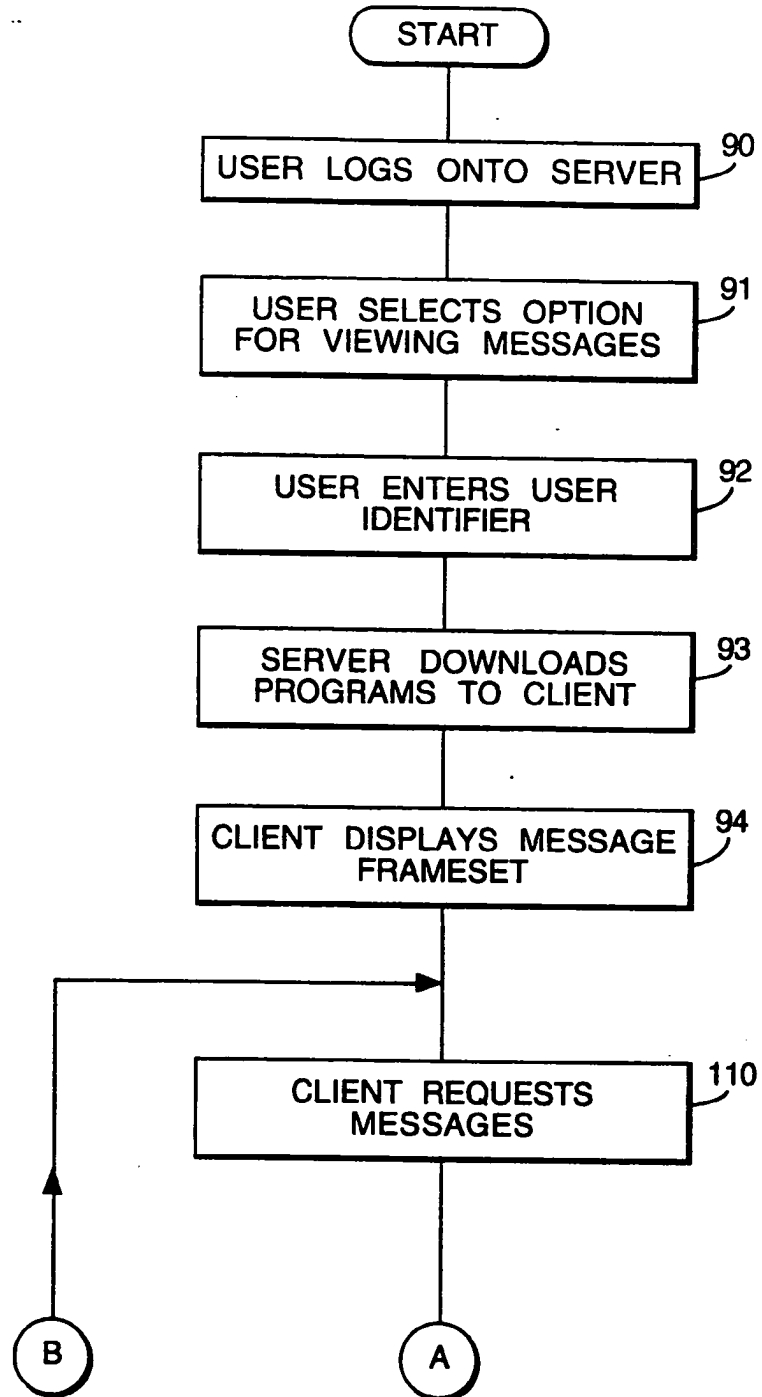 START
USER LOGS ONTO SERVER
90
USER SELECTS OPTION
FOR VIEWING MESSAGES
91
USER ENTERS USER
IDENTIFIER
92
SERVER DOWNLOADS
PROGRAMS TO CLIENT
93
CLIENT DISPLAYS MESSAGE
FRAMESET
94
CLIENT REQUESTS
MESSAGES
110
B
A